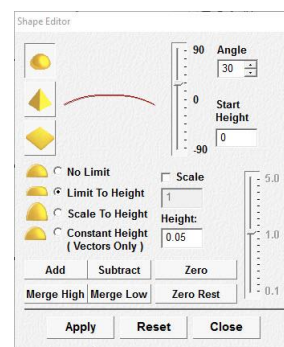 Shape Editor
90 Angle
30
0 Start
Height
0
-90
No Limit
Scale
5.0
Limit To Height
1
Scale To Height
Height:
Constant Height
( Vectors Only )
0.05
1.0
Add Subtract Zero
Merge High Merge Low Zero Rest
0.1
Apply Reset Close